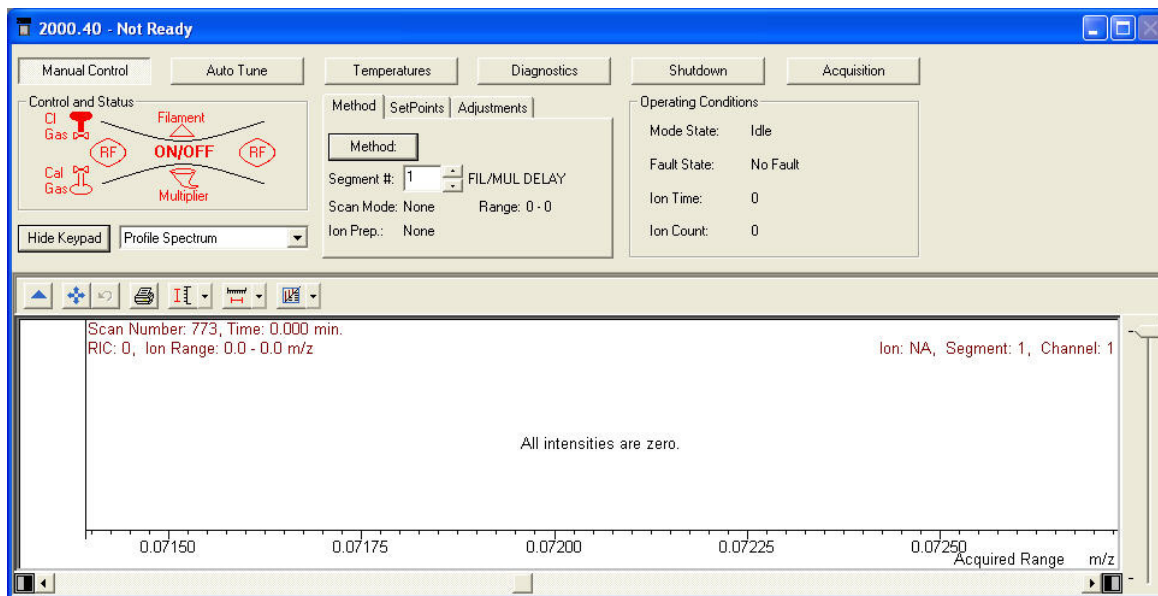 2000.40 - Not Ready
Manual Control Auto Tune Temperatures Diagnostics Shutdown Acquisition
Control and Status
CI Gas
Filament
RF ON/OFF RF
Cal Gas
Multiplier
Hide Keypad Profile Spectrum
Method SetPoints Adjustments
Method:
Segment #: 1 FIL/MUL DELAY
Scan Mode: None Range: 0 - 0
Ion Prep.: None
Operating Conditions
Mode State: Idle
Fault State: No Fault
Ion Time: 0
Ion Count: 0
Scan Number: 773, Time: 0.000 min.
RIC: 0, Ion Range: 0.0 - 0.0 m/z
Ion: NA, Segment: 1, Channel: 1
All intensities are zero.
0.07150 0.07175 0.07200 0.07225 0.07250
Acquired Range m/z